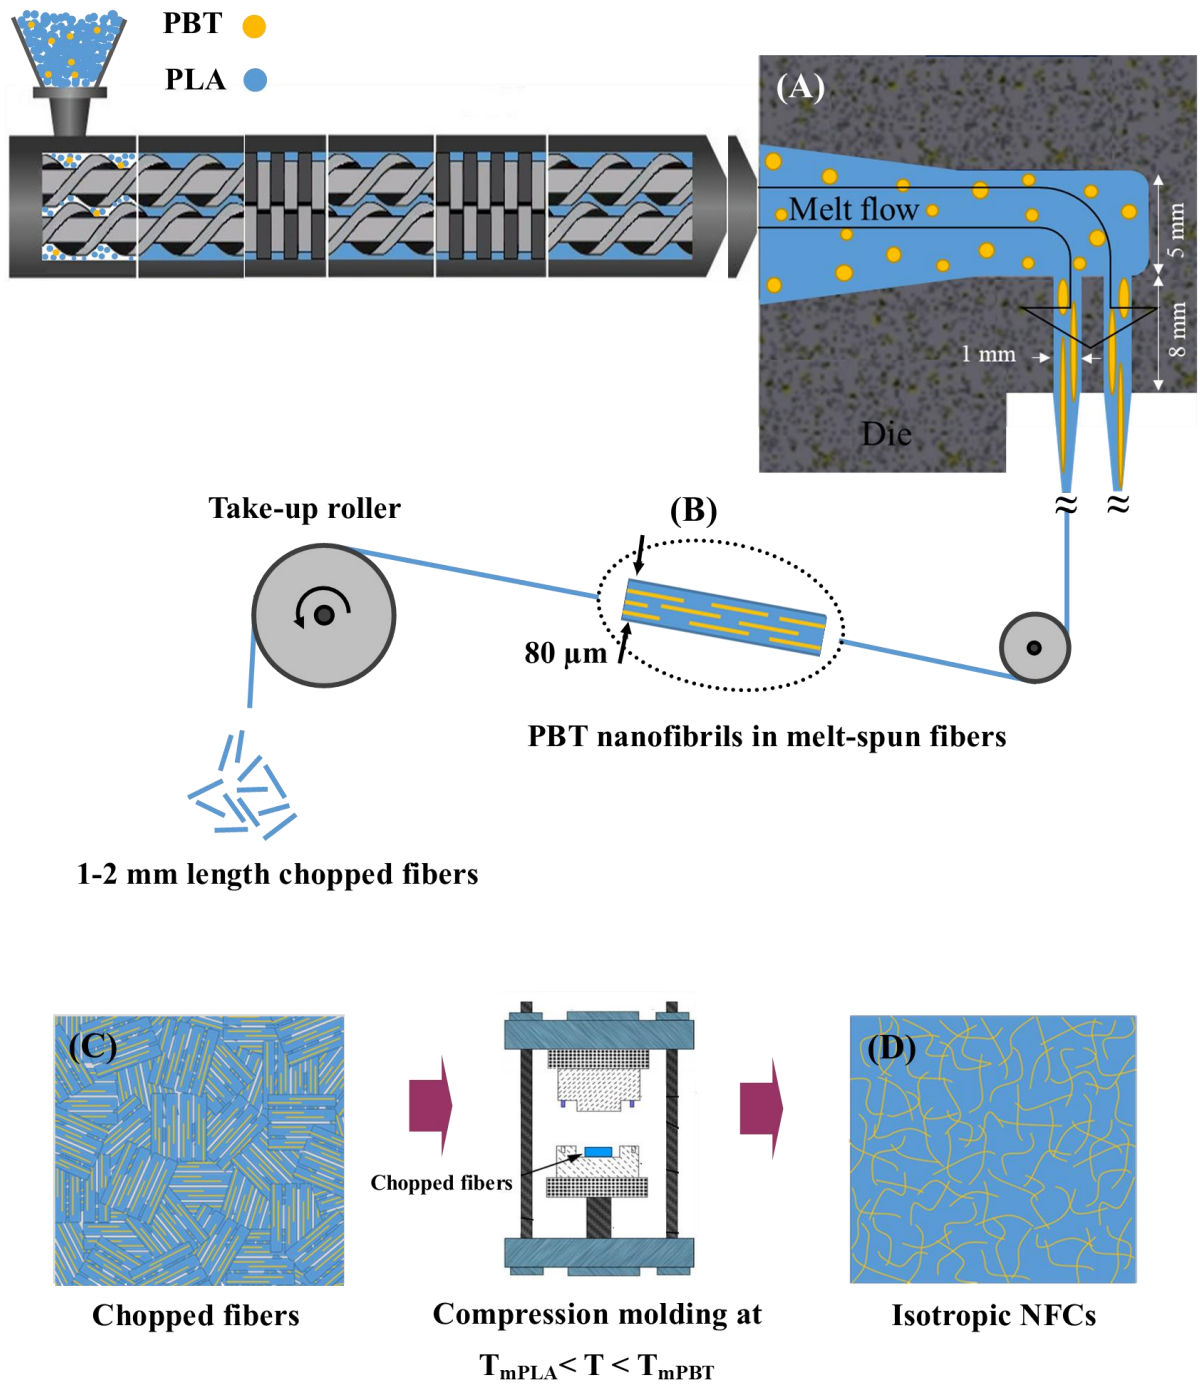 PBT
PLA
(A)
Melt flow
5 mm
8 mm
1 mm
Die
≈ ≈
Take-up roller
(B)
80 µm
PBT nanofibrils in melt-spun fibers
1-2 mm length chopped fibers
(C)
(D)
Chopped fibers
Chopped fibers
Compression molding at
TmPLA< T < TmPBT
Isotropic NFCs